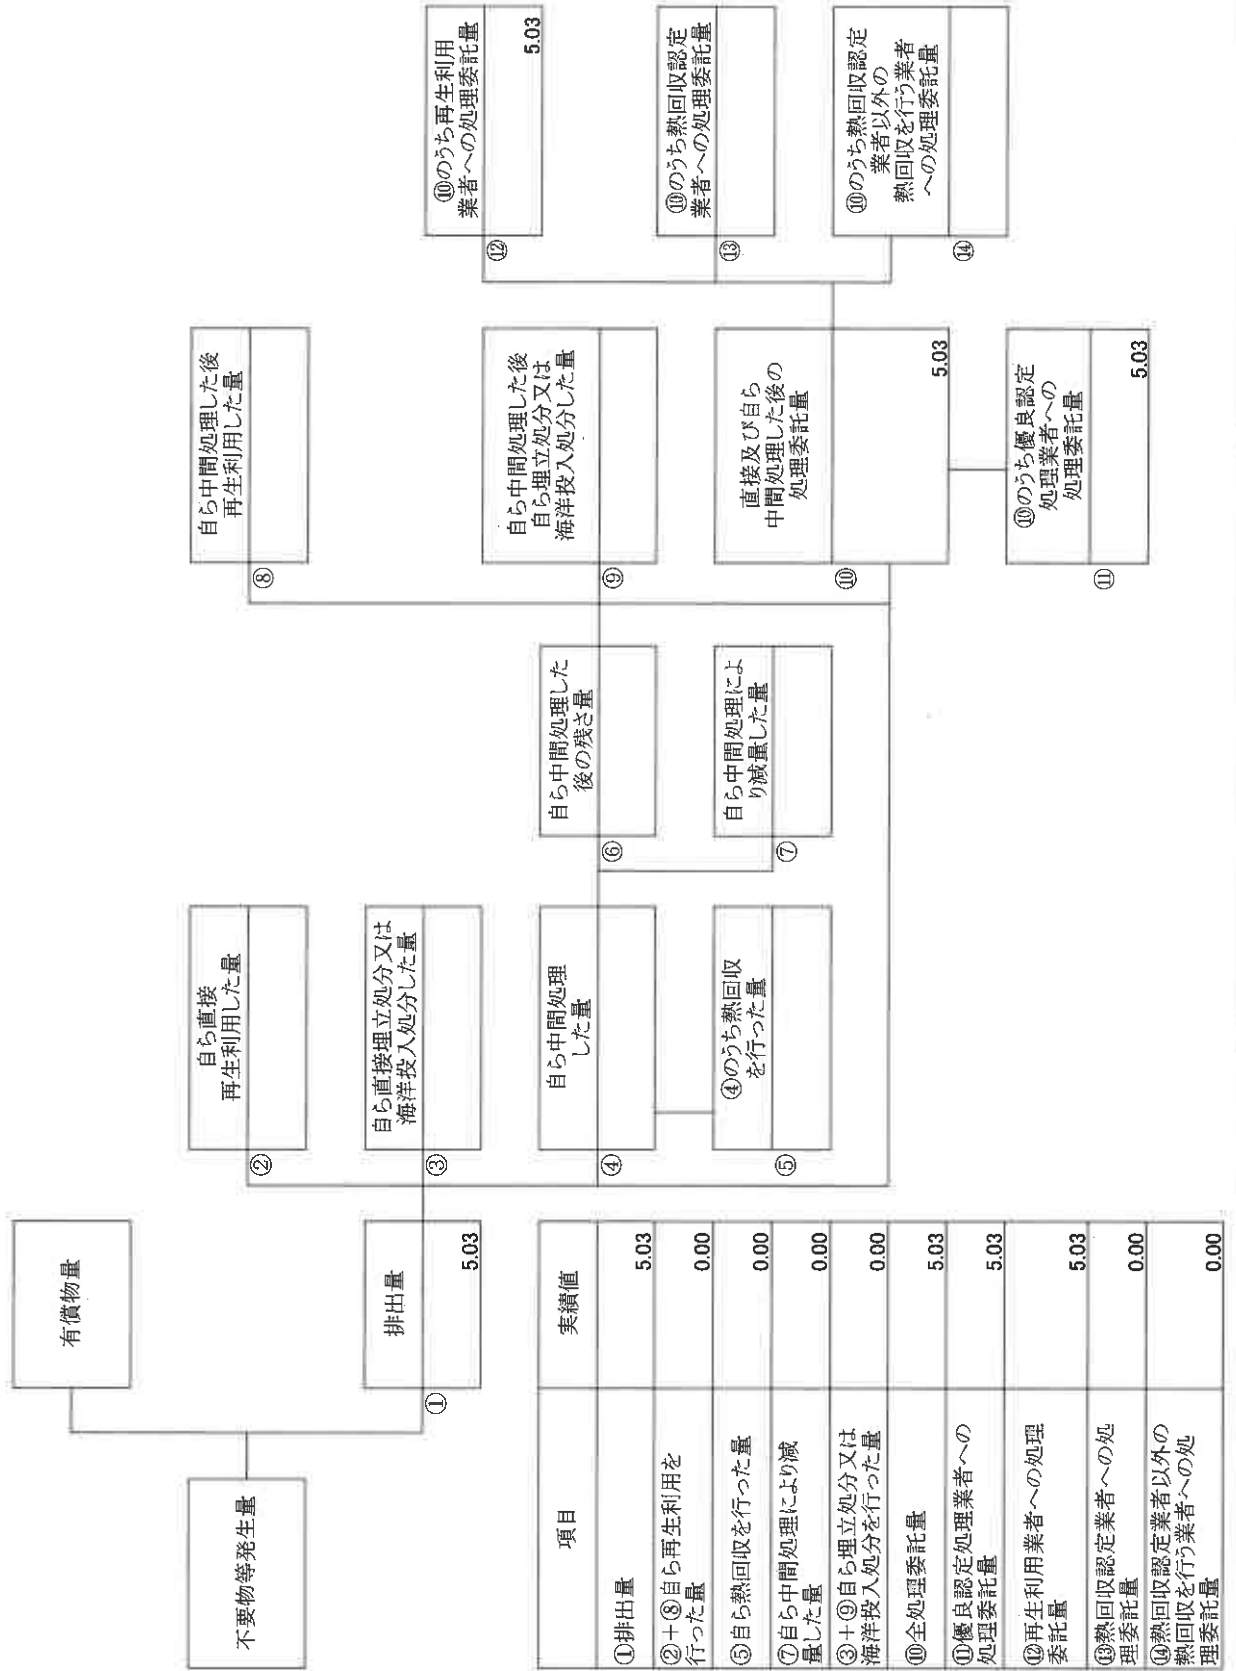 有償物量
不要物等発生量
①
排出量
5.03
②
自ら直接
再生利用した量
③
自ら直接埋立処分又は
海洋投入処分した量
④
自ら中間処理
した量
⑤
④のうち熱回収
を行った量
⑥
自ら中間処理した
後の残さ量
⑦
自ら中間処理によ
り減量した量
⑧
自ら中間処理した後
再生利用した量
⑨
自ら中間処理した後
自ら埋立処分又は
海洋投入処分した量
⑩
直接及び自ら
中間処理した後の
処理委託量
5.03
⑪
⑩のうち優良認定
処理業者への
処理委託量
5.03
⑫
⑩のうち再生利用
業者への処理委託量
5.03
⑬
⑩のうち熱回収認定
業者への処理委託量
⑭
⑩のうち熱回収認定
業者以外の
熱回収を行う業者
への処理委託量
項目 実績値
①排出量 5.03
②+⑧自ら再生利用を
行った量 0.00
⑤自ら熱回収を行った量 0.00
⑦自ら中間処理により減
量した量 0.00
③+⑨自ら埋立処分又は
海洋投入処分を行った量 0.00
⑩全処理委託量 5.03
⑪優良認定処理業者への
処理委託量 5.03
⑫再生利用業者への処理
委託量 5.03
⑬熱回収認定業者への処
理委託量 0.00
⑭熱回収認定業者以外の
熱回収を行う業者への処
理委託量 0.00